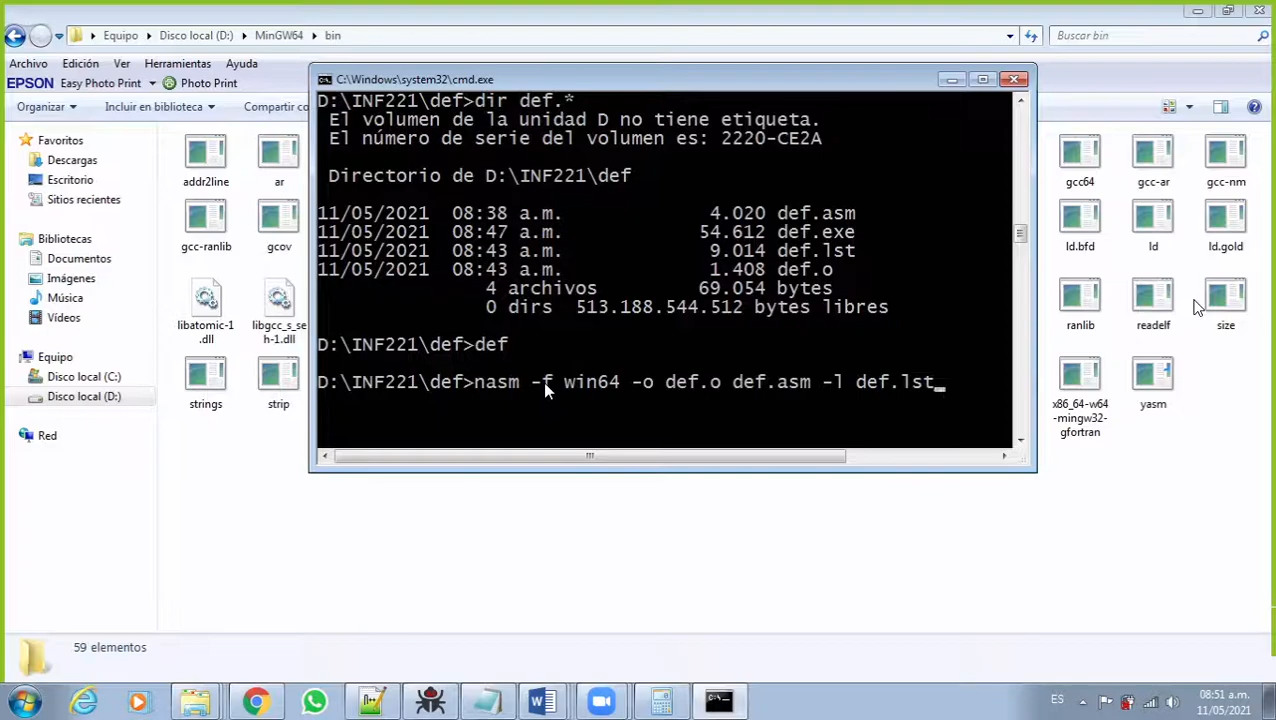 Equipo Disco local (D:) MinGW64 bin
Buscar bin
Archivo Edición Ver Herramientas Ayuda
EPSON Easy Photo Print Photo Print
Organizar Incluir en biblioteca Compartir co
C:\Windows\system32\cmd.exe
D:\INF221\def>dir def.*
El volumen de la unidad D no tiene etiqueta.
El número de serie del volumen es: 2220-CE2A
Directorio de D:\INF221\def
11/05/2021 08:38 a.m. 4.020 def.asm
11/05/2021 08:47 a.m. 54.612 def.exe
11/05/2021 08:43 a.m. 9.014 def.lst
11/05/2021 08:43 a.m. 1.408 def.o
4 archivos 69.054 bytes
0 dirs 513.188.544.512 bytes libres
D:\INF221\def>def
D:\INF221\def>nasm -f win64 -o def.o def.asm -l def.lst_
Favoritos
Descargas
Escritorio
Sitios recientes
Bibliotecas
Documentos
Imágenes
Música
Vídeos
Equipo
Disco local (C:)
Disco local (D:)
Red
addr2line ar gcc64 gcc-ar gcc-nm
gcc-ranlib gcov ld.bfd ld ld.gold
libatomic-1
.dll
libgcc_s_se
h-1.dll
ranlib readelf size
strings strip
x86_64-w64
-mingw32-
gfortran
yasm
59 elementos
ES
08:51 a.m.
11/05/2021